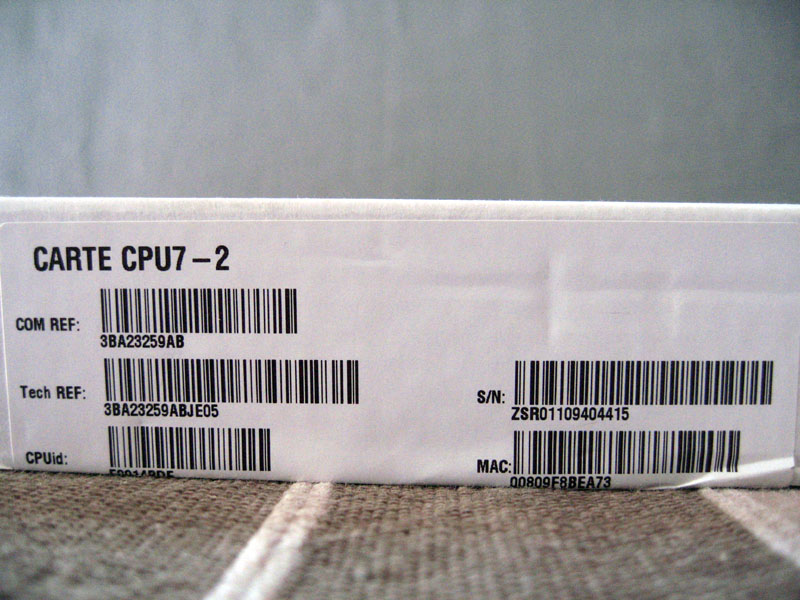 CARTE CPU7-2
COM REF:
3BA23259AB
Tech REF:
3BA23259ABJE05
S/N:
ZSR01109404415
CPUid:
MAC:
00809F8BEA73